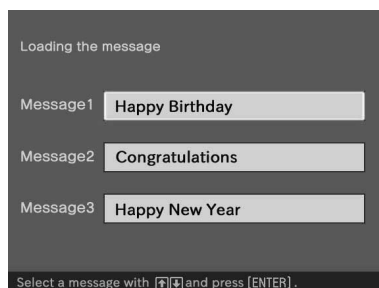 Loading the message
Message1 Happy Birthday
Message2 Congratulations
Message3 Happy New Year
Select a message with ↑↓ and press [ENTER].